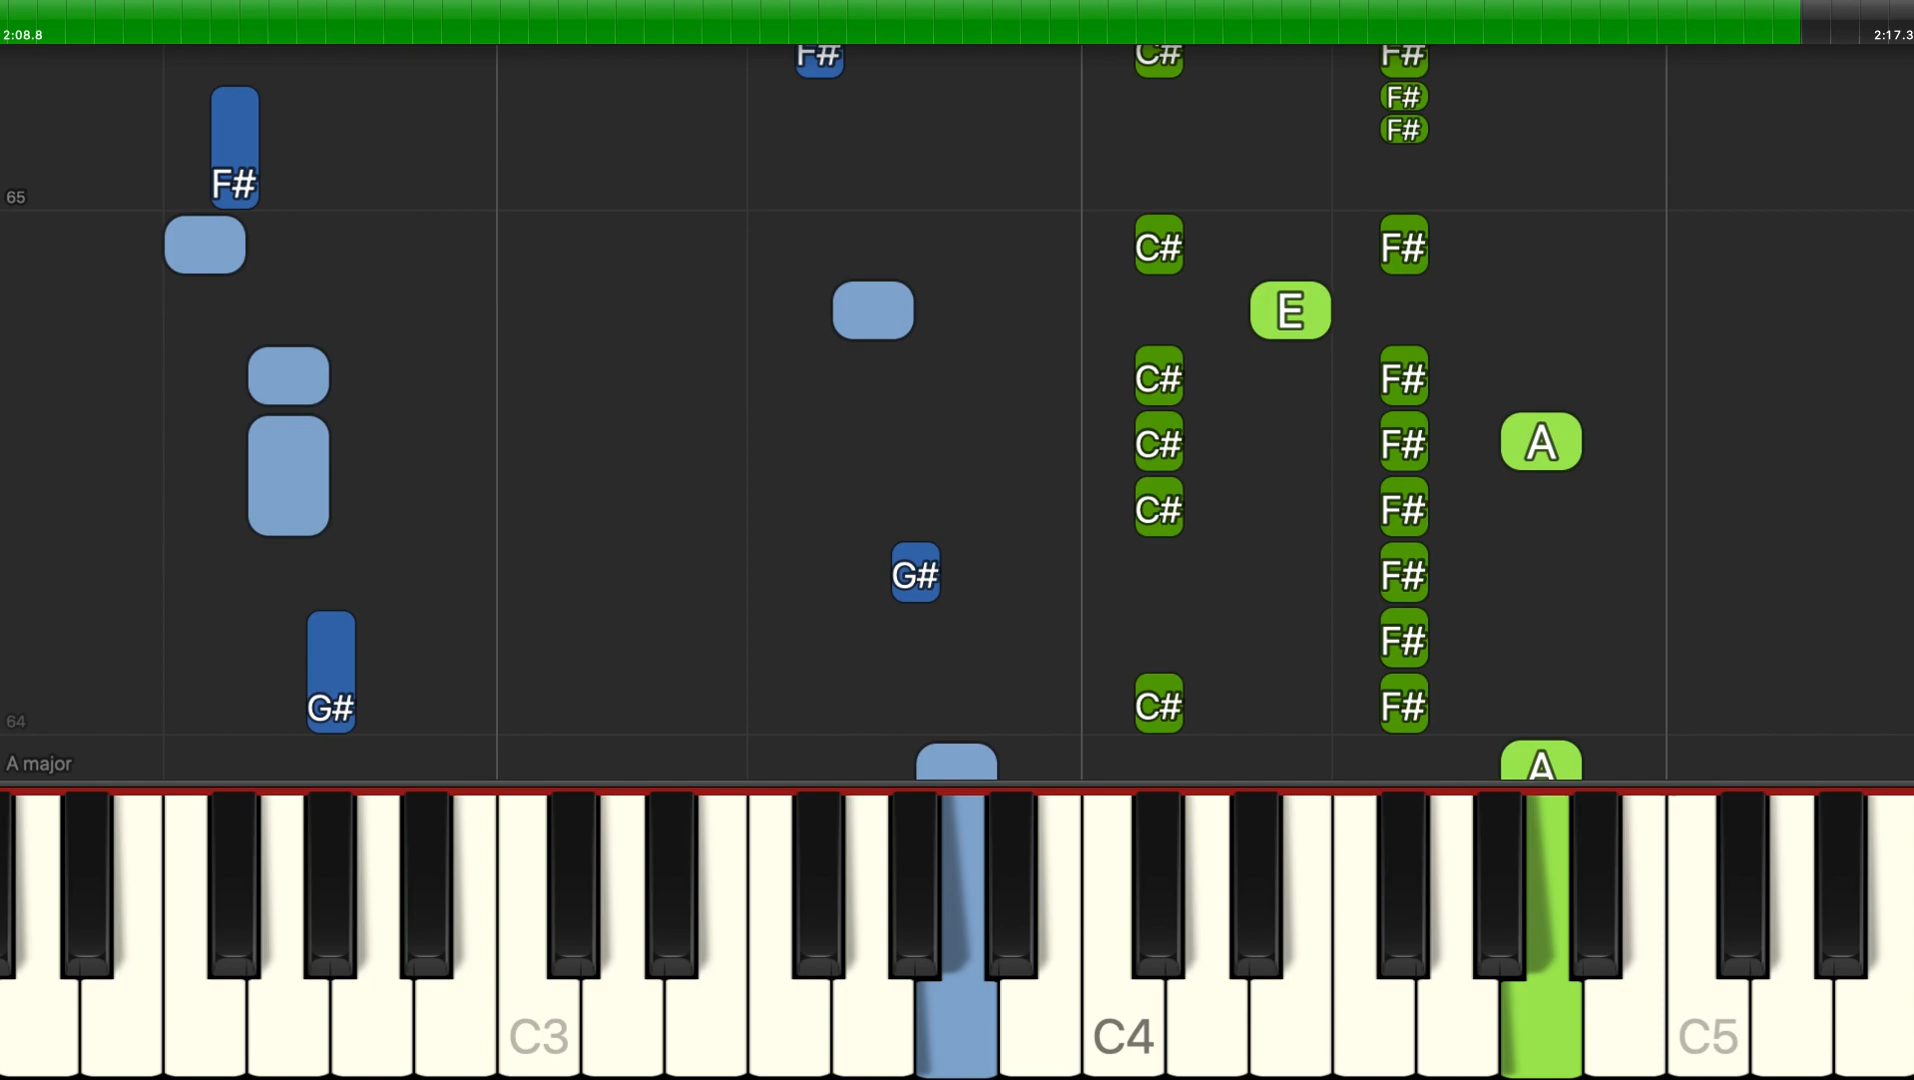 2:08.8 2:17.3
F# C# F#
F#
F#
F#
65
C# F#
E
C# F#
C# F# A
C# F#
G# F#
F#
G# C# F#
64
A major A
C3 C4 C5